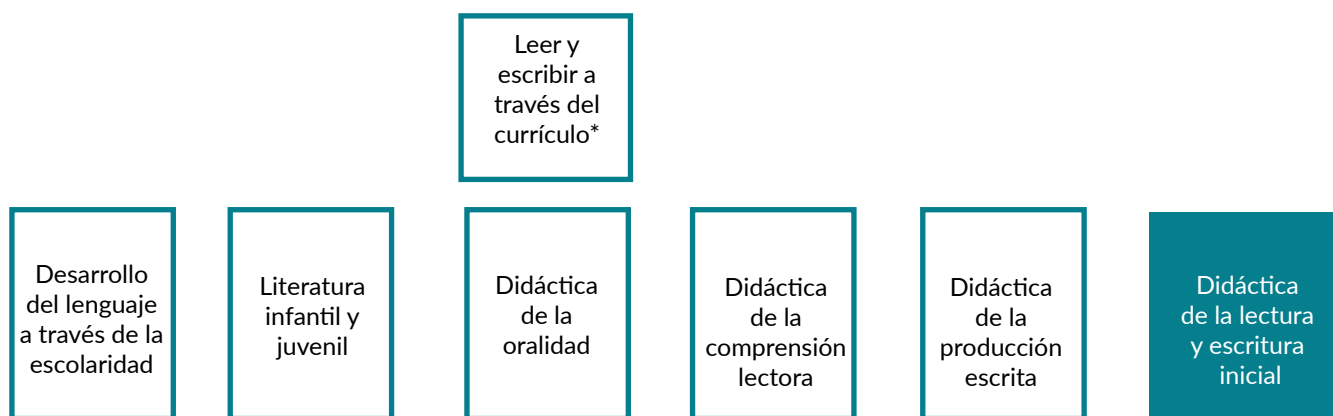 Leer y
escribir a
través del
currículo*
Desarrollo
del lenguaje
a través de la
escolaridad
Literatura
infantil y
juvenil
Didáctica
de la
oralidad
Didáctica
de la
comprensión
lectora
Didáctica
de la
producción
escrita
Didáctica
de la lectura
y escritura
inicial